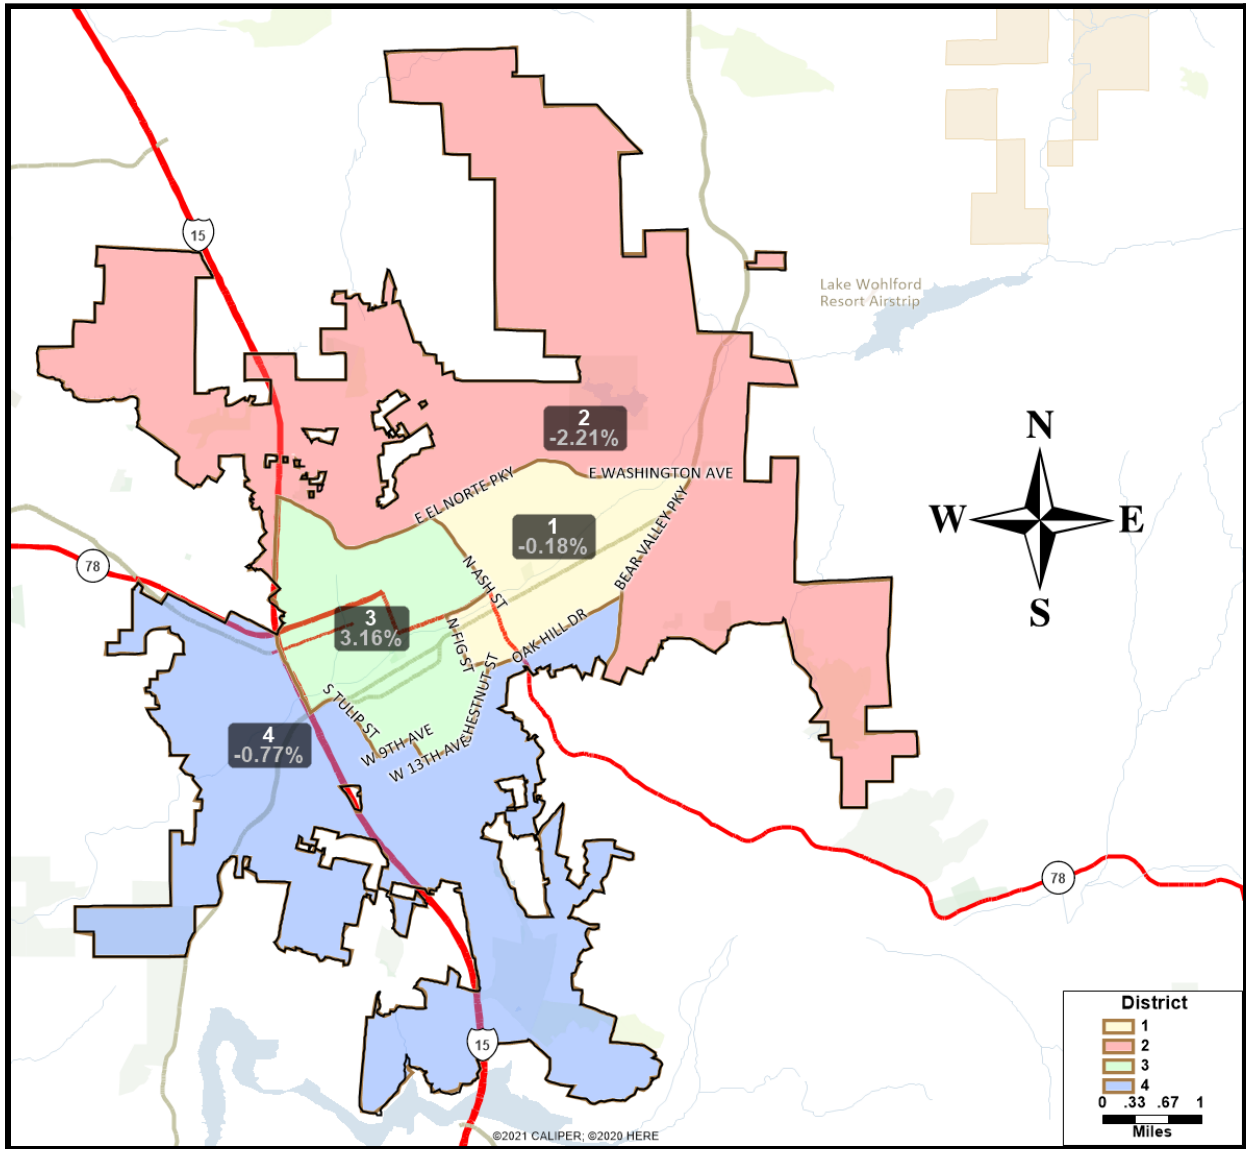 15
Lake Wohlford
Resort Airstrip
2
-2.21%
N
E WASHINGTON AVE
E EL NORTE PKY
1
-0.18%
BEAR VALLEY PKY
W
E
78
N ASH ST
S
3
3.16%
N FIG ST
OAK HILL DR
CHESTNUT ST
S TULIP ST
4
-0.77%
W 9TH AVE
W 13TH AVE
78
15
District
1
2
3
4
0 .33 .67 1
Miles
©2021 CALIPER; ©2020 HERE